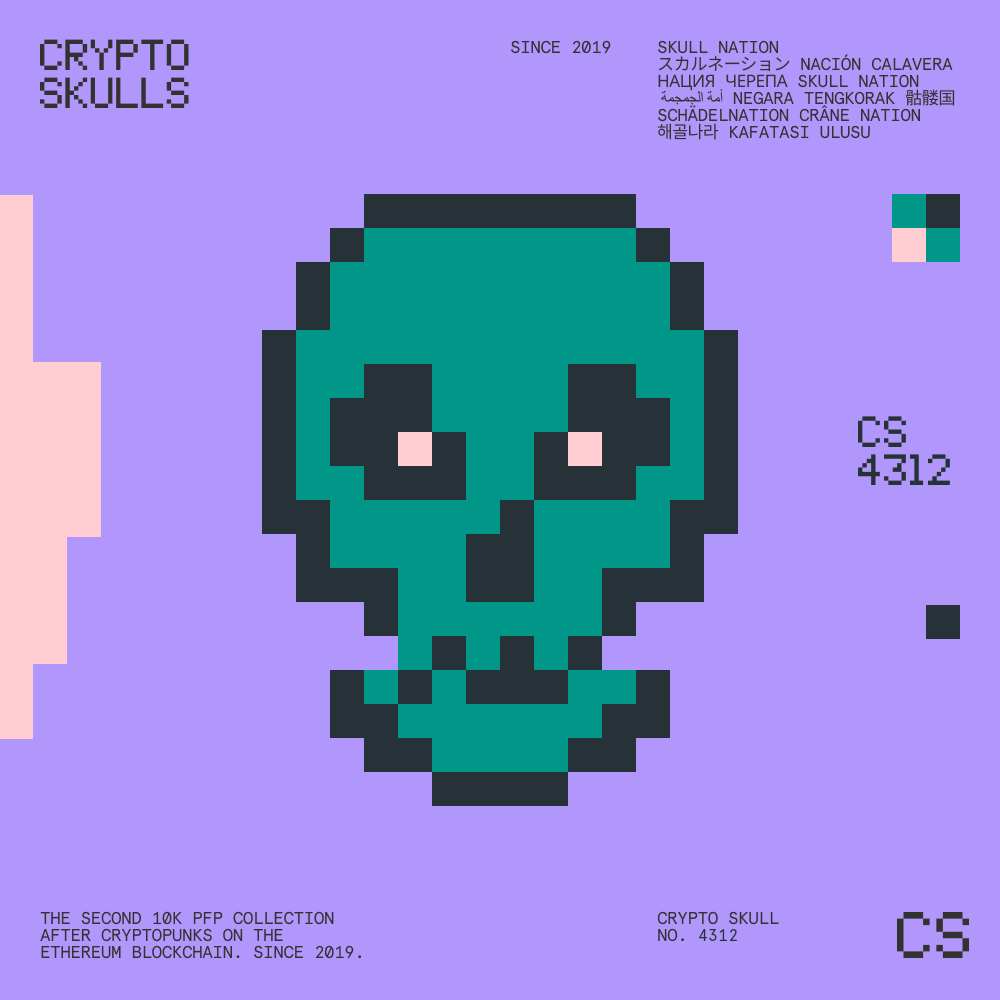 CRYPTO
SKULLS
SINCE 2019
SKULL NATION
スカルネーション NACIÓN CALAVERA
НАЦИЯ ЧЕРЕПА SKULL NATION
أمة الجمجمة NEGARA TENGKORAK 骷髅国
SCHÄDELNATION CRÂNE NATION
해골나라 KAFATASI ULUSU
CS
4312
THE SECOND 10K PFP COLLECTION
AFTER CRYPTOPUNKS ON THE
ETHEREUM BLOCKCHAIN. SINCE 2019.
CRYPTO SKULL
NO. 4312
CS